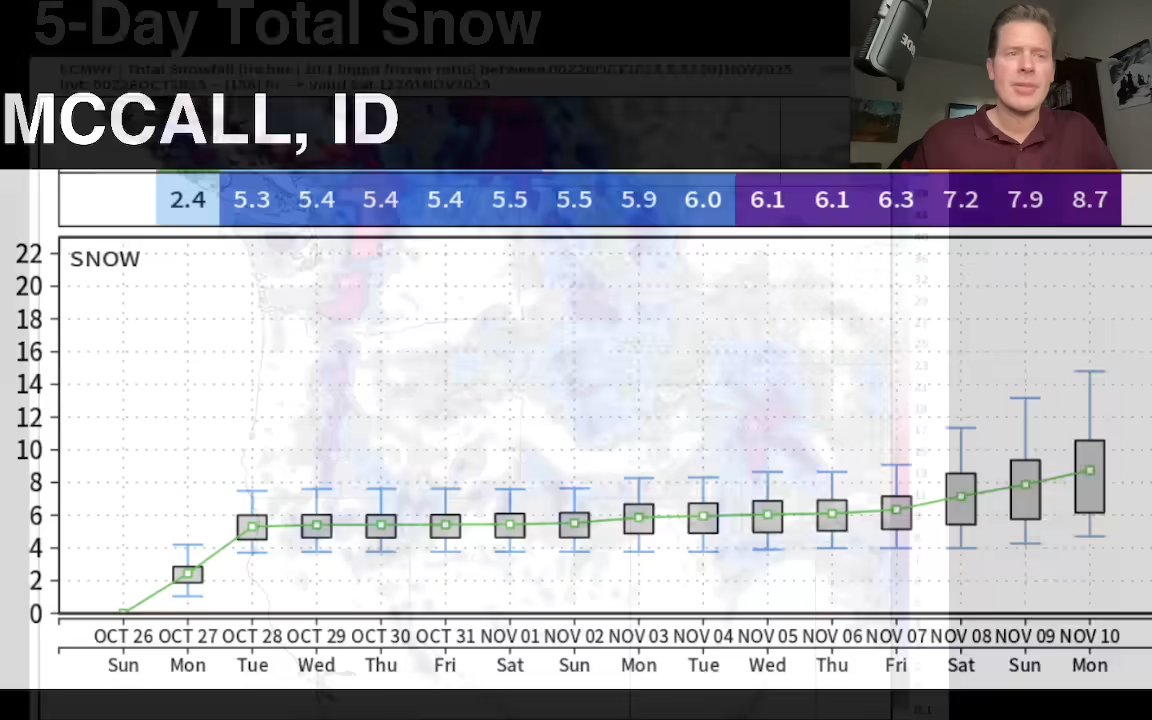 5-Day Total Snow
MCCALL, ID
2.4 5.3 5.4 5.4 5.4 5.5 5.5 5.9 6.0 6.1 6.1 6.3 7.2 7.9 8.7
SNOW
22
20
18
16
14
12
10
8
6
4
2
0
OCT 26 OCT 27 OCT 28 OCT 29 OCT 30 OCT 31 NOV 01 NOV 02 NOV 03 NOV 04 NOV 05 NOV 06 NOV 07 NOV 08 NOV 09 NOV 10
Sun Mon Tue Wed Thu Fri Sat Sun Mon Tue Wed Thu Fri Sat Sun Mon